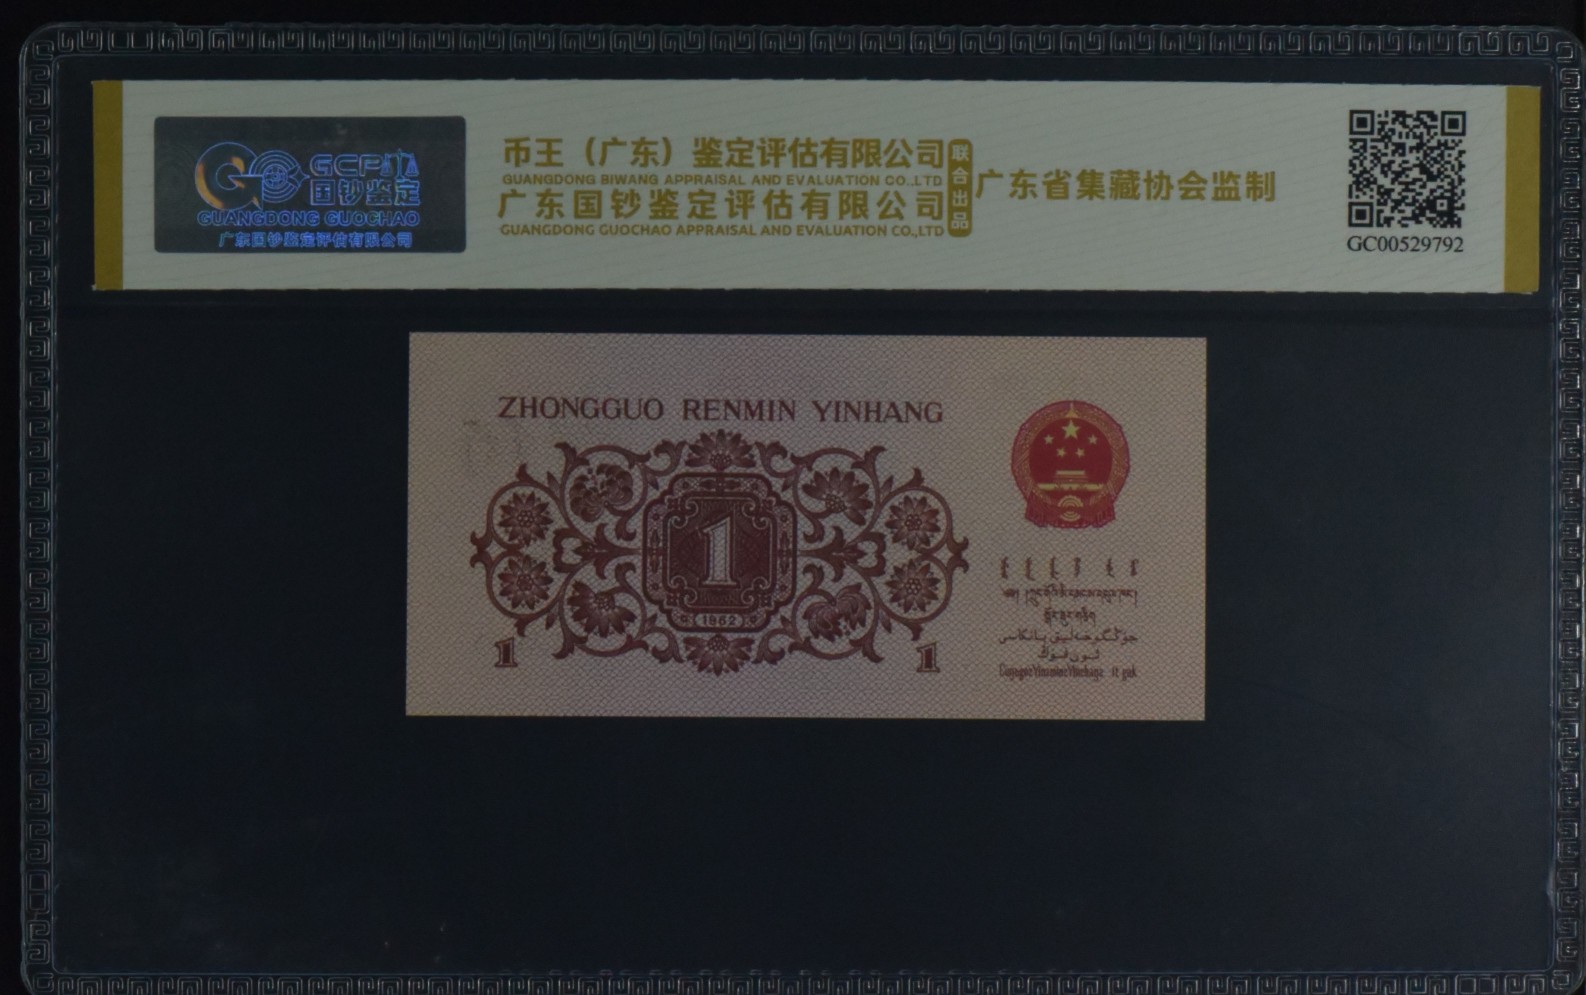 GCP
国钞鉴定
GUANGDONG GUOCHAO
广东国钞鉴定评估有限公司
币王（广东）鉴定评估有限公司
GUANGDONG BIWANG APPRAISAL AND EVALUATION CO.,LTD
广东国钞鉴定评估有限公司
GUANGDONG GUOCHAO APPRAISAL AND EVALUATION CO.,LTD
联合出品
广东省集藏协会监制
GC00529792
ZHONGGUO RENMIN YINHANG
1
1962
1
1
جۇڭگو خەلىق بانكىسى